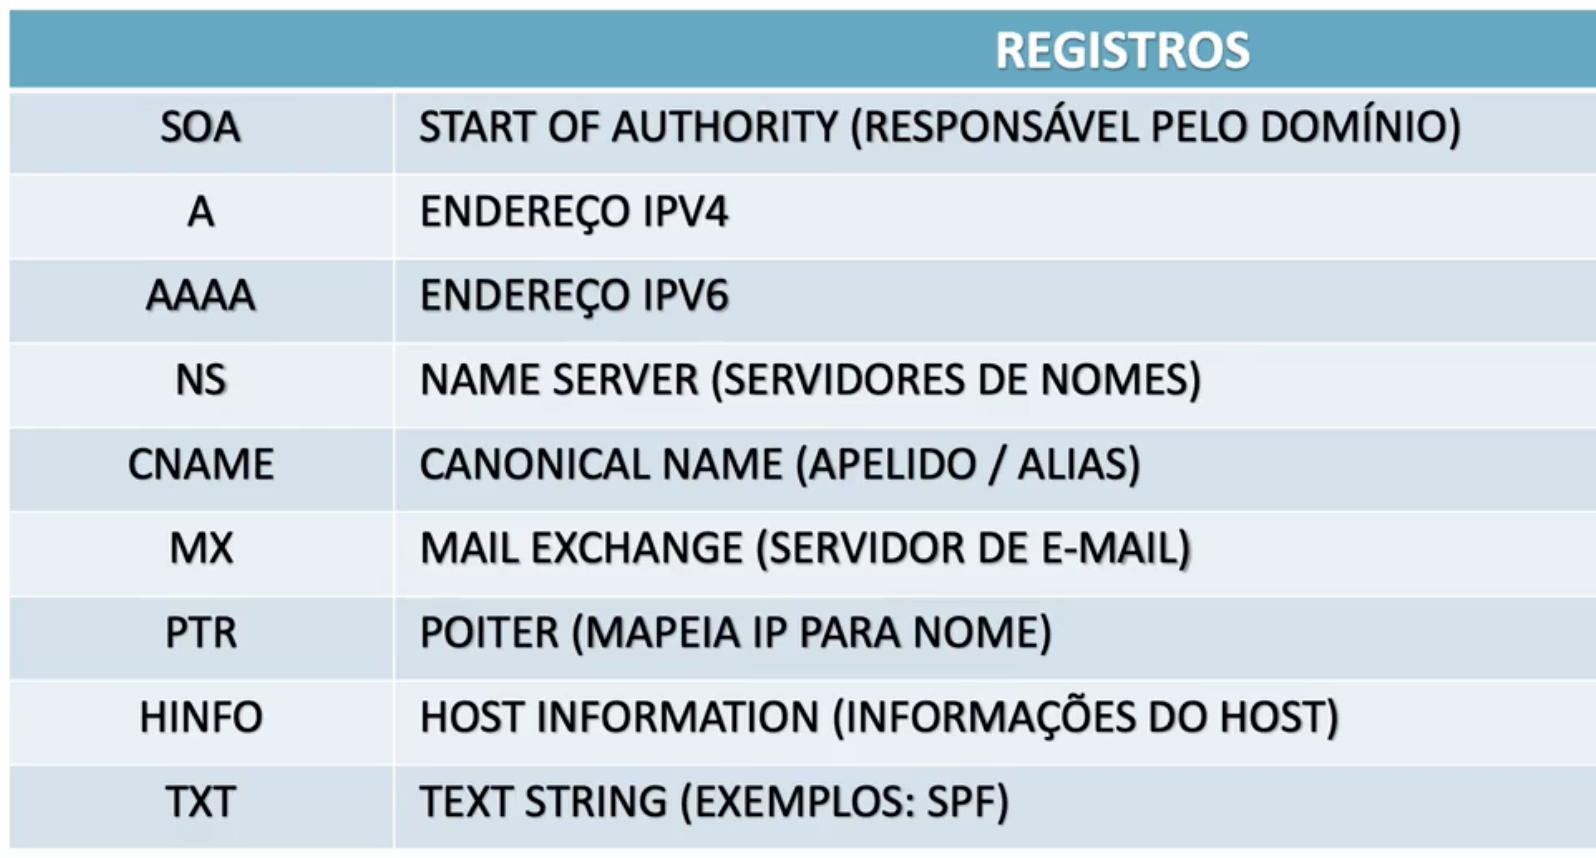 REGISTROS
SOA START OF AUTHORITY (RESPONSÁVEL PELO DOMÍNIO)
A ENDEREÇO IPV4
AAAA ENDEREÇO IPV6
NS NAME SERVER (SERVIDORES DE NOMES)
CNAME CANONICAL NAME (APELIDO / ALIAS)
MX MAIL EXCHANGE (SERVIDOR DE E-MAIL)
PTR POITER (MAPEIA IP PARA NOME)
HINFO HOST INFORMATION (INFORMAÇÕES DO HOST)
TXT TEXT STRING (EXEMPLOS: SPF)